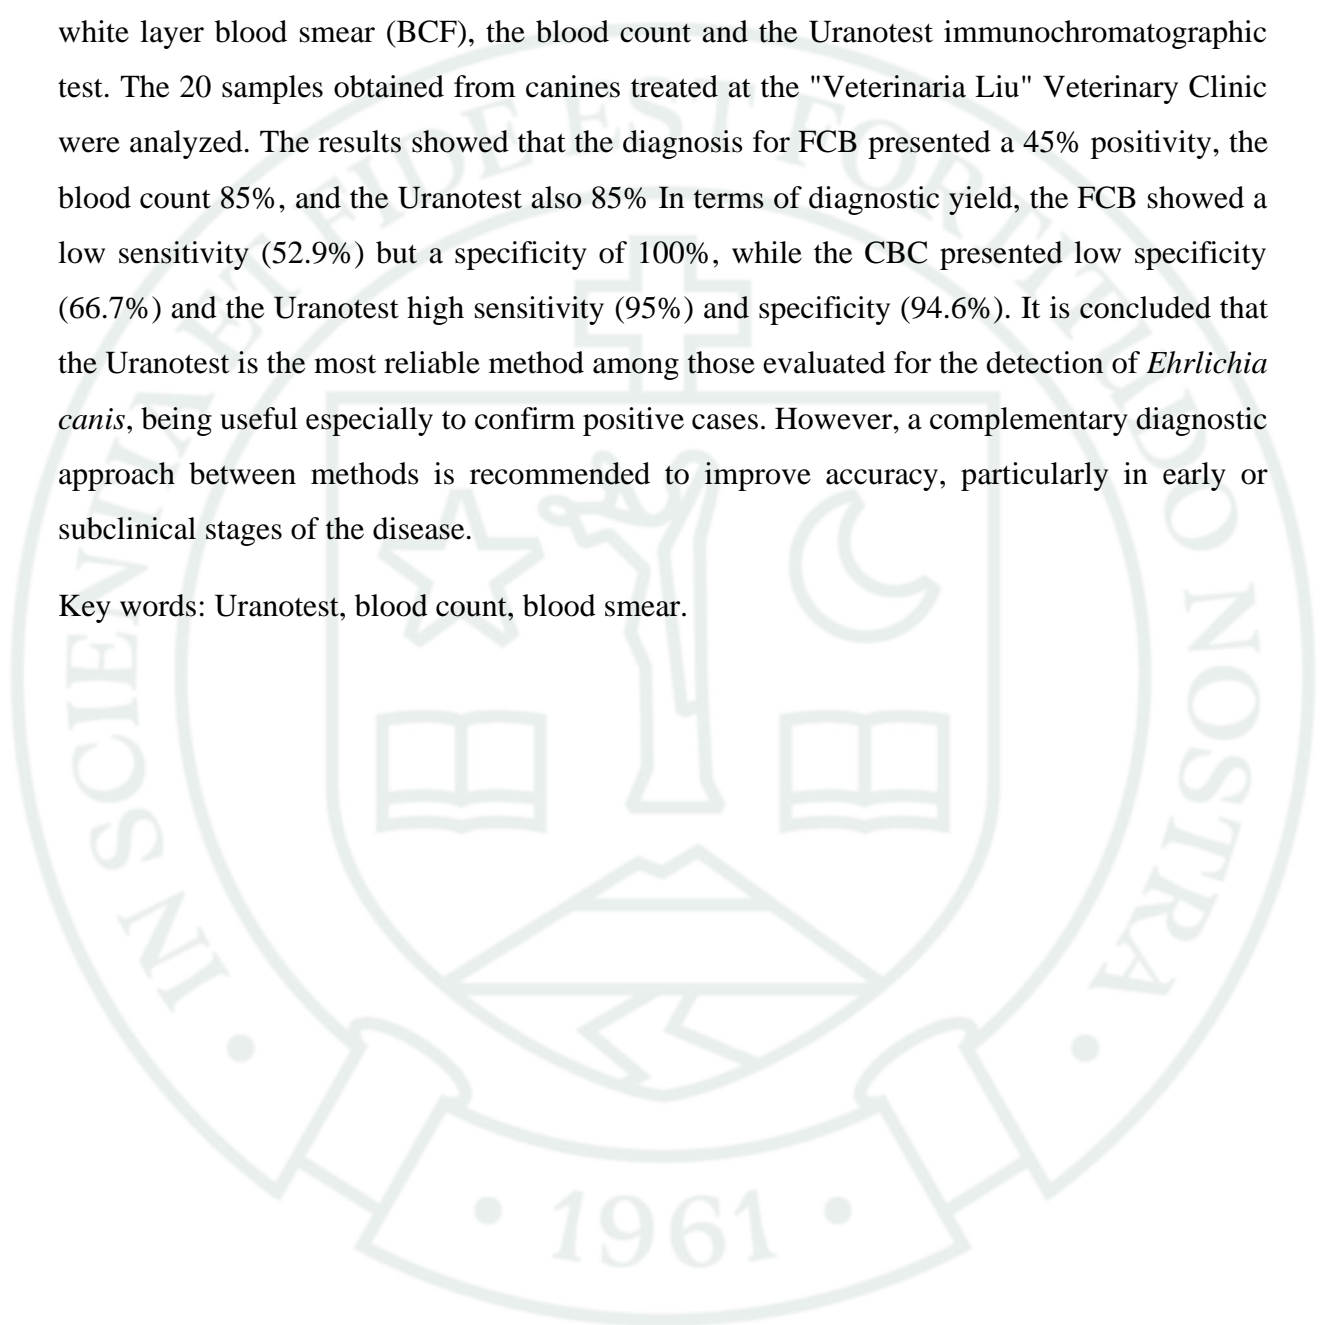 white layer blood smear (BCF), the blood count and the Uranotest immunochromatographic
test. The 20 samples obtained from canines treated at the "Veterinaria Liu" Veterinary Clinic
were analyzed. The results showed that the diagnosis for FCB presented a 45% positivity, the
blood count 85%, and the Uranotest also 85% In terms of diagnostic yield, the FCB showed a
low sensitivity (52.9%) but a specificity of 100%, while the CBC presented low specificity
(66.7%) and the Uranotest high sensitivity (95%) and specificity (94.6%). It is concluded that
the Uranotest is the most reliable method among those evaluated for the detection of Ehrlichia
canis, being useful especially to confirm positive cases. However, a complementary diagnostic
approach between methods is recommended to improve accuracy, particularly in early or
subclinical stages of the disease.
Key words: Uranotest, blood count, blood smear.
IN SCIENTIA ET FIDE EST FORTITUDO NOSTRA
• 1961 •